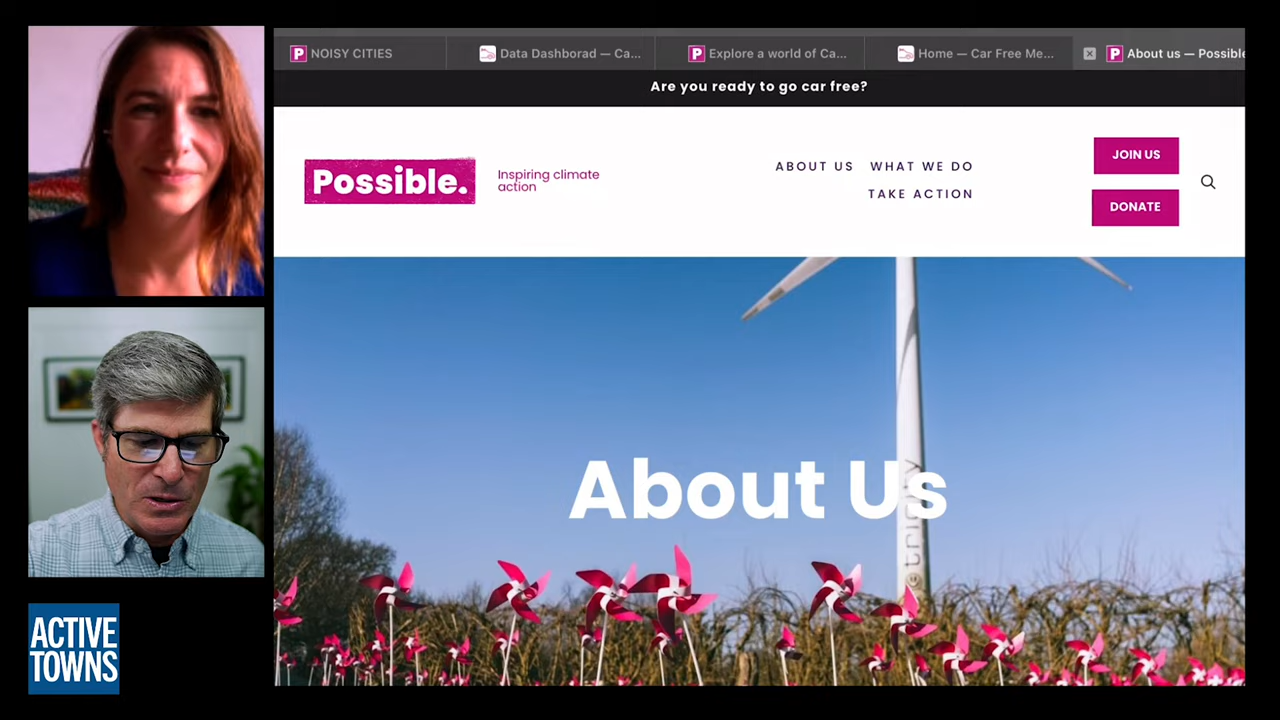 NOISY CITIES
Data Dashborad — Ca...
Explore a world of Ca...
Home — Car Free Me...
About us — Possible
Are you ready to go car free?
Possible.
Inspiring climate
action
ABOUT US
WHAT WE DO
TAKE ACTION
JOIN US
DONATE
About Us
etricity
ACTIVE
TOWNS